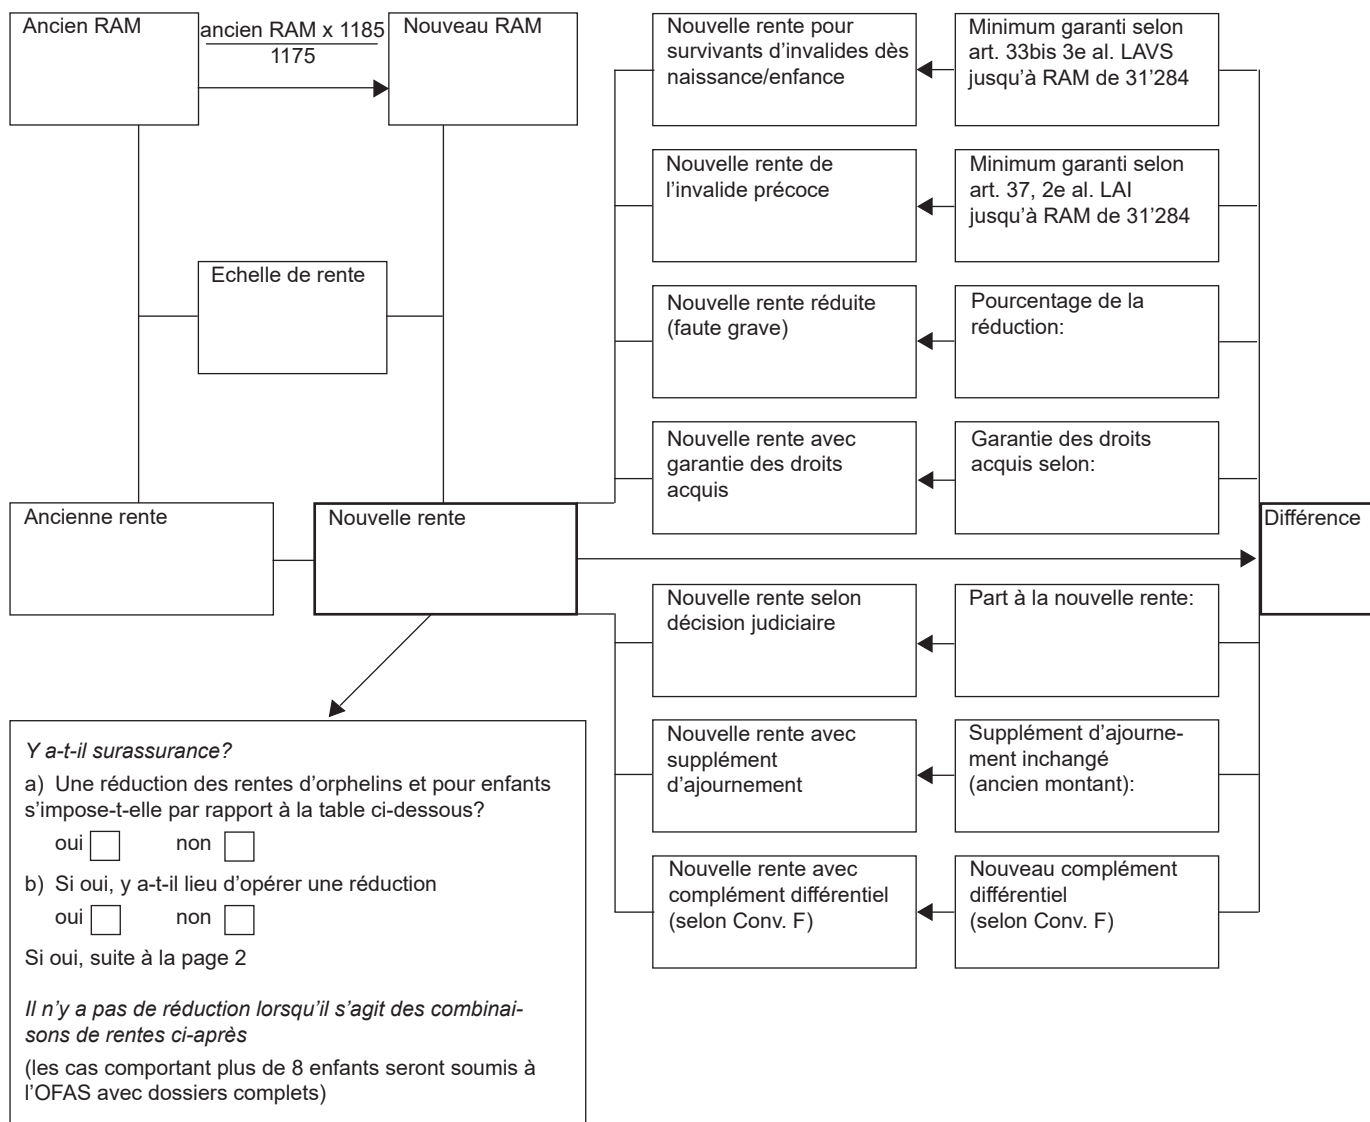 Ancien RAM
ancien RAM x 1185
1175
Nouveau RAM
Echelle de rente
Ancienne rente
Nouvelle rente
Nouvelle rente pour
survivants d'invalides dès
naissance/enfance
Minimum garanti selon
art. 33bis 3e al. LAVS
jusqu'à RAM de 31'284
Nouvelle rente de
l'invalide précoce
Minimum garanti selon
art. 37, 2e al. LAI
jusqu'à RAM de 31'284
Nouvelle rente réduite
(faute grave)
Pourcentage de la
réduction:
Nouvelle rente avec
garantie des droits
acquis
Garantie des droits
acquis selon:
Différence
Nouvelle rente selon
décision judiciaire
Part à la nouvelle rente:
Nouvelle rente avec
supplément
d'ajournement
Supplément d'ajourne-
ment inchangé
(ancien montant):
Nouvelle rente avec
complément différentiel
(selon Conv. F)
Nouveau complément
différentiel
(selon Conv. F)
Y a-t-il surassurance?
a) Une réduction des rentes d'orphelins et pour enfants
s'impose-t-elle par rapport à la table ci-dessous?
oui non
b) Si oui, y a-t-il lieu d'opérer une réduction
oui non
Si oui, suite à la page 2
Il n'y a pas de réduction lorsqu'il s'agit des combinai-
sons de rentes ci-après
(les cas comportant plus de 8 enfants seront soumis à
l'OFAS avec dossiers complets)